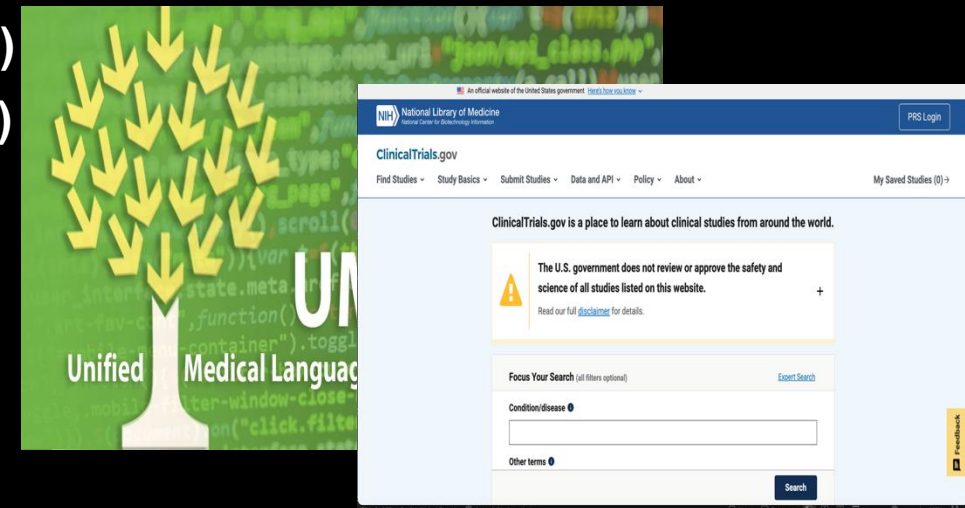 )
)
UM
Unified Medical Languag
An official website of the United States government Here's how you know
NIH National Library of Medicine
National Center for Biotechnology Information
PRS Login
ClinicalTrials.gov
Find Studies Study Basics Submit Studies Data and API Policy About My Saved Studies (0) →
ClinicalTrials.gov is a place to learn about clinical studies from around the world.
The U.S. government does not review or approve the safety and
science of all studies listed on this website. +
Read our full disclaimer for details.
Focus Your Search (all filters optional) Expert Search
Condition/disease
Other terms
Search
Feedback